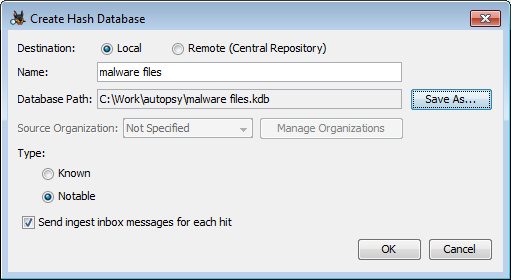 Create Hash Database
Destination: Local Remote (Central Repository)
Name: malware files
Database Path: C:\Work\autopsy\malware files.kdb Save As...
Source Organization: Not Specified Manage Organizations
Type:
Known
Notable
Send ingest inbox messages for each hit
OK Cancel